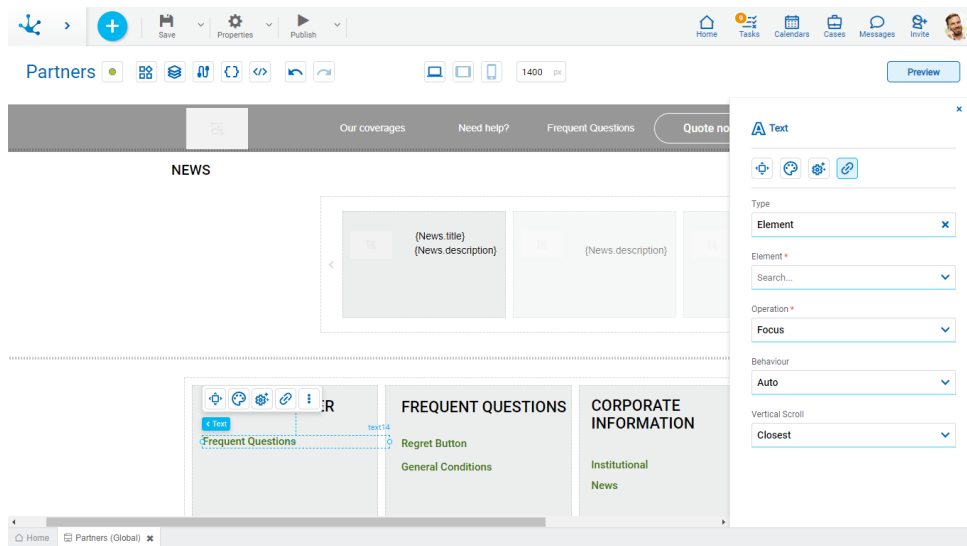 Save
Properties
Publish
Home
9
Tasks
Calendars
Cases
Messages
Invite
Partners
1400 px
Preview
Our coverages
Need help?
Frequent Questions
Quote no
NEWS
{News.title}
{News.description}
{News.description}
Text
Type
Element
Element *
Search...
Operation *
Focus
Behaviour
Auto
Vertical Scroll
Closest
ER
Text
text14
Frequent Questions
FREQUENT QUESTIONS
Regret Button
General Conditions
CORPORATE
INFORMATION
Institutional
News
Home
Partners (Global)